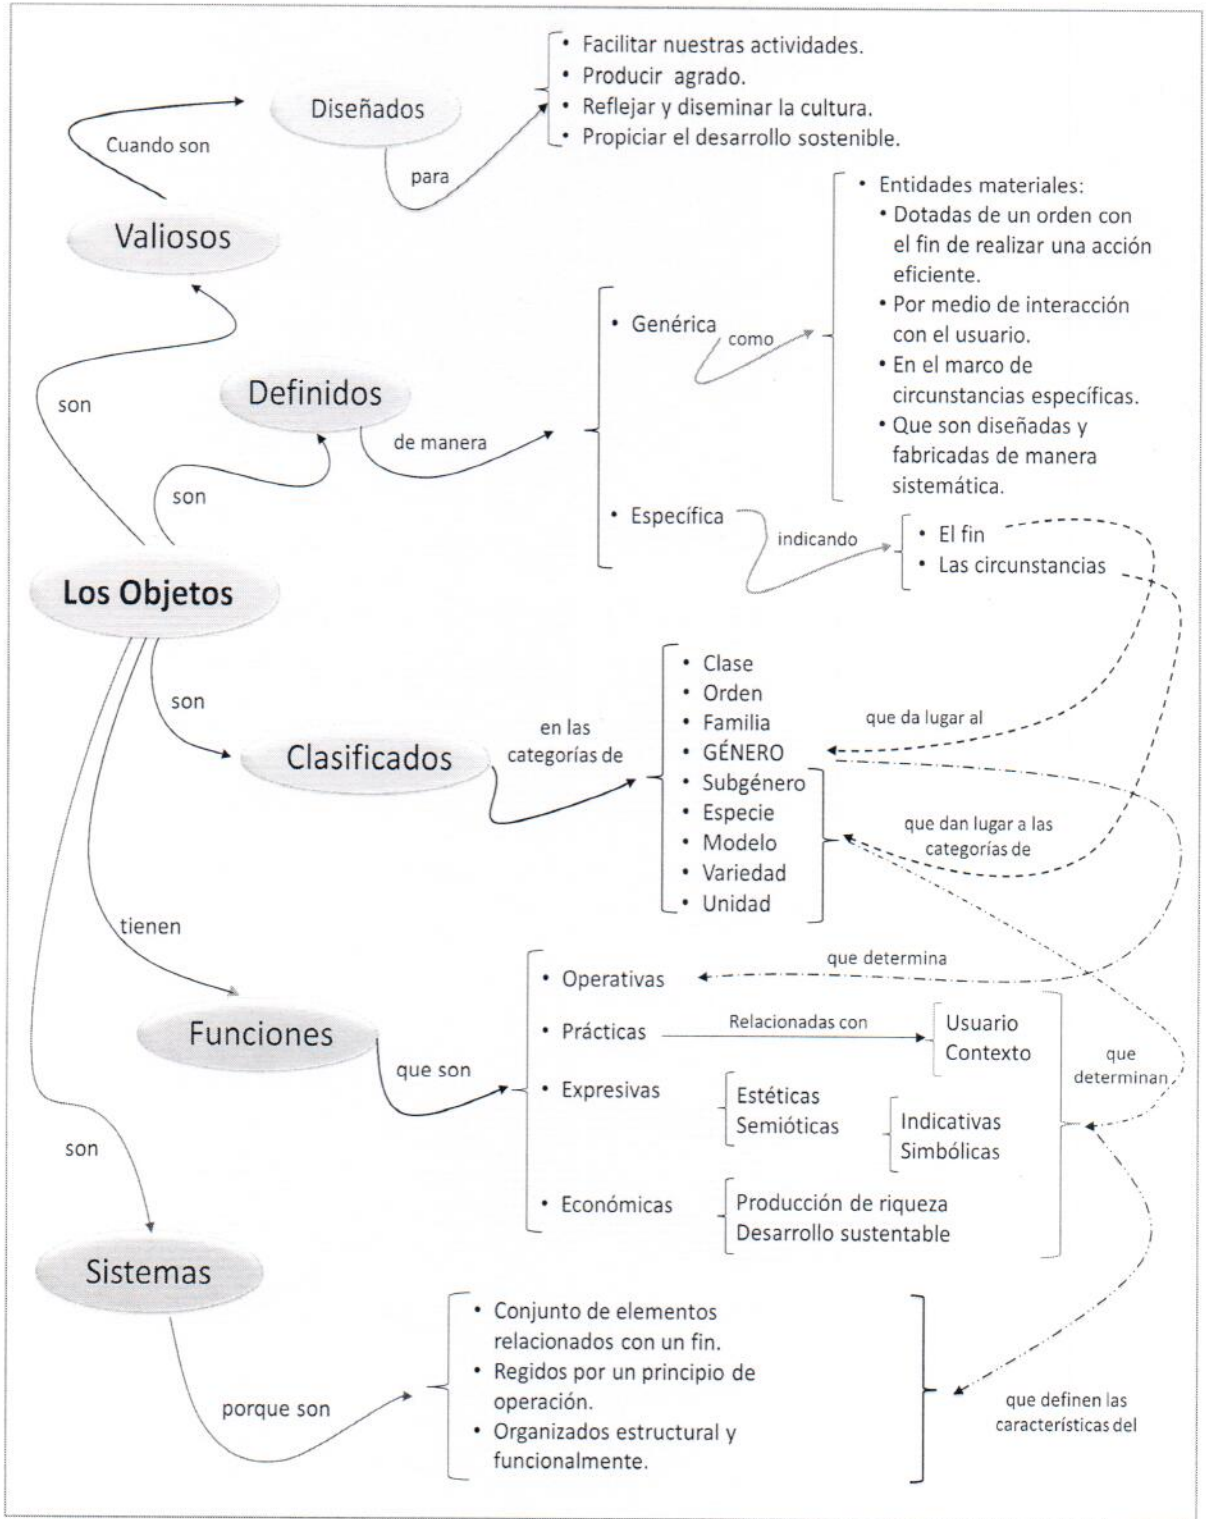 • Facilitar nuestras actividades.
• Producir agrado.
• Reflejar y diseminar la cultura.
• Propiciar el desarrollo sostenible.
Diseñados
Cuando son
para
Valiosos
• Entidades materiales:
• Dotadas de un orden con
el fin de realizar una acción
eficiente.
• Por medio de interacción
con el usuario.
• En el marco de
circunstancias específicas.
• Que son diseñadas y
fabricadas de manera
sistemática.
• Genérica
como
son
Definidos
de manera
son
• Específica
indicando
• El fin
• Las circunstancias
Los Objetos
son
Clasificados
en las
categorías de
• Clase
• Orden
• Familia
• GÉNERO
• Subgénero
• Especie
• Modelo
• Variedad
• Unidad
que da lugar al
que dan lugar a las
categorías de
tienen
Funciones
que son
• Operativas
que determina
• Prácticas
Relacionadas con
Usuario
Contexto
que
determinan
• Expresivas
Estéticas
Semióticas
Indicativas
Simbólicas
• Económicas
Producción de riqueza
Desarrollo sustentable
son
Sistemas
porque son
• Conjunto de elementos
relacionados con un fin.
• Regidos por un principio de
operación.
• Organizados estructural y
funcionalmente.
que definen las
características del